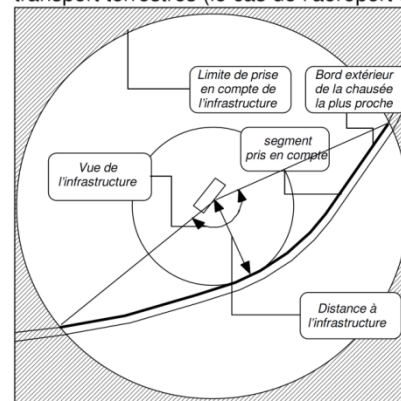 transport terrestres (le cas de l'aéroport
Limite de prise
en compte de
l'infrastructure
Bord extérieur
de la chaussée
la plus proche
segment
pris en compte
Vue de
l'infrastructure
Distance à
l'infrastructure